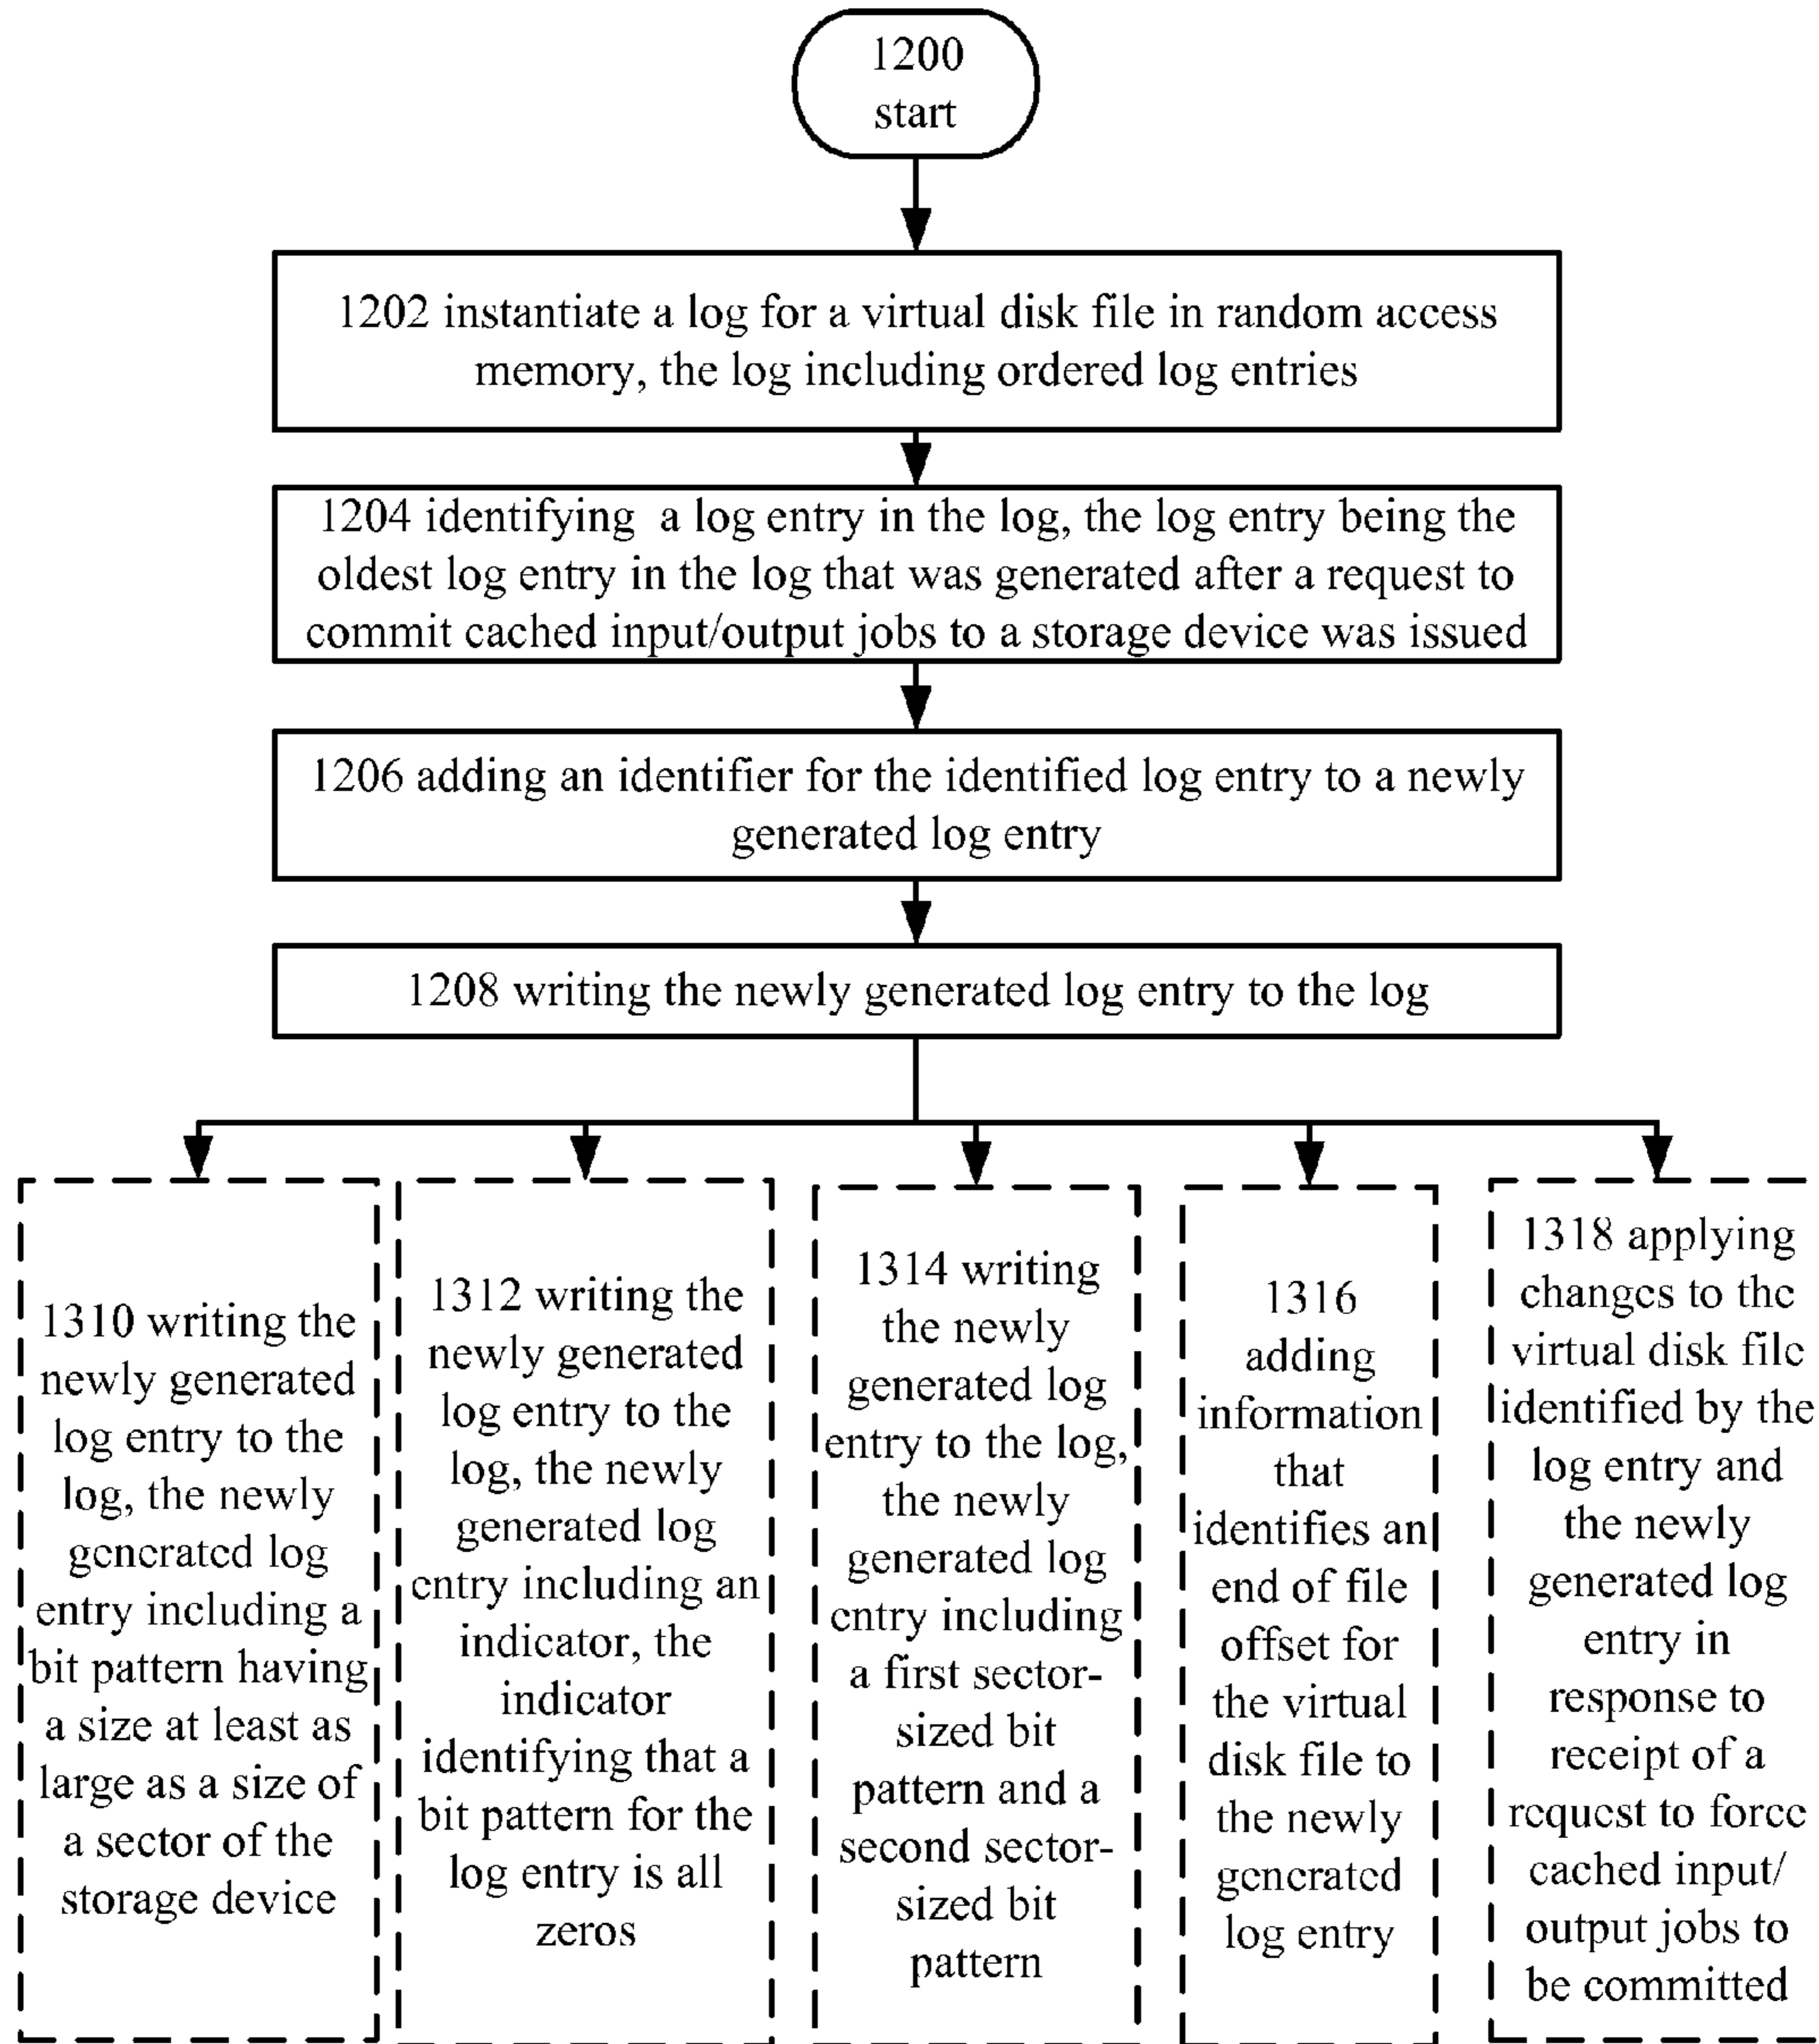 1200
start
1202 instantiate a log for a virtual disk file in random access
memory, the log including ordered log entries
1204 identifying a log entry in the log, the log entry being the
oldest log entry in the log that was generated after a request to
commit cached input/output jobs to a storage device was issued
1206 adding an identifier for the identified log entry to a newly
generated log entry
1208 writing the newly generated log entry to the log
1310 writing the
newly generated
log entry to the
log, the newly
generated log
entry including a
bit pattern having
a size at least as
large as a size of
a sector of the
storage device
1312 writing the
newly generated
log entry to the
log, the newly
generated log
entry including an
indicator, the
indicator
identifying that a
bit pattern for the
log entry is all
zeros
1314 writing
the newly
generated log
entry to the log,
the newly
generated log
entry including
a first sector-
sized bit
pattern and a
second sector-
sized bit
pattern
1316
adding
information
that
identifies an
end of file
offset for
the virtual
disk file to
the newly
generated
log entry
1318 applying
changes to the
virtual disk file
identified by the
log entry and
the newly
generated log
entry in
response to
receipt of a
request to force
cached input/
output jobs to
be committed